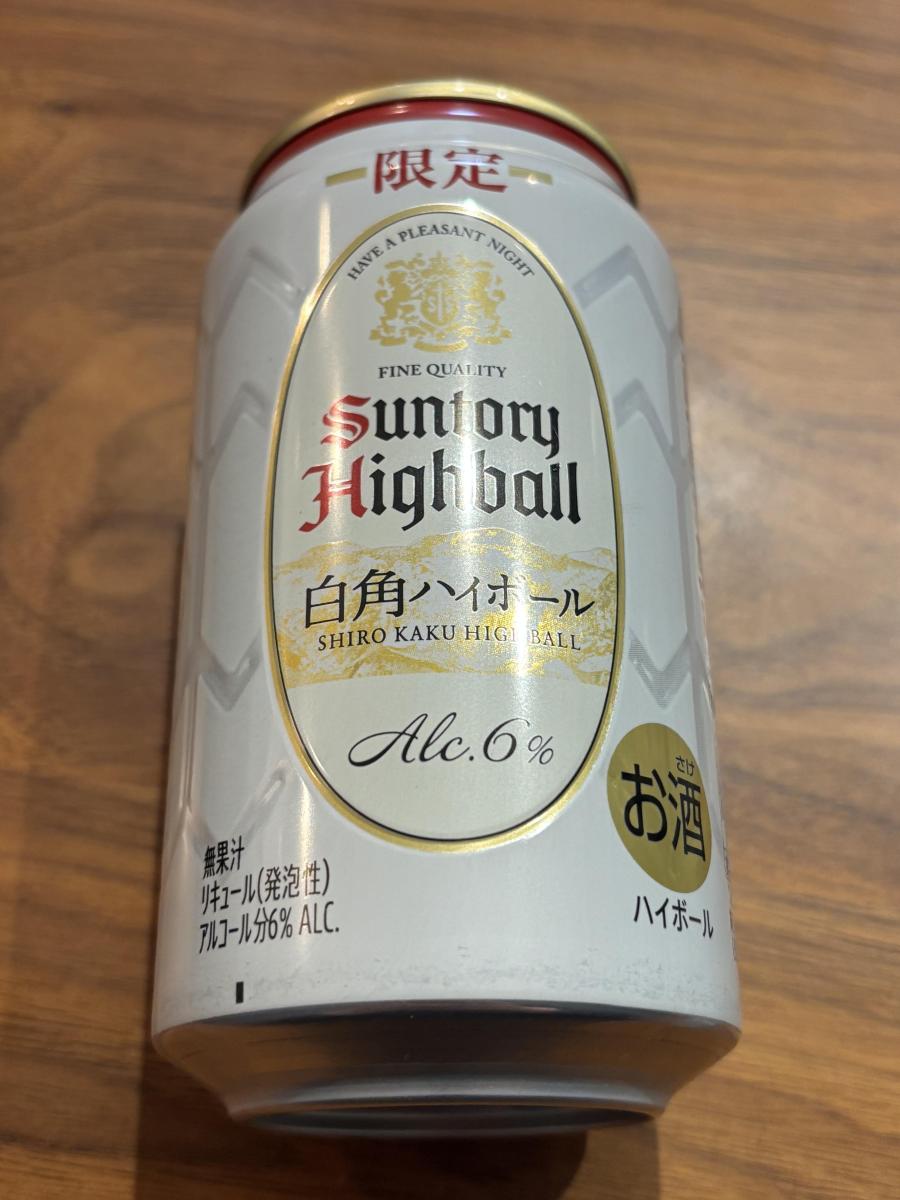 限定
HAVE A PLEASANT NIGHT
FINE QUALITY
Suntory
Highball
白角ハイボール
SHIRO KAKU HIGHBALL
Alc.6%
さけ
お酒
ハイボール
無果汁
リキュール(発泡性)
アルコール分6% ALC.